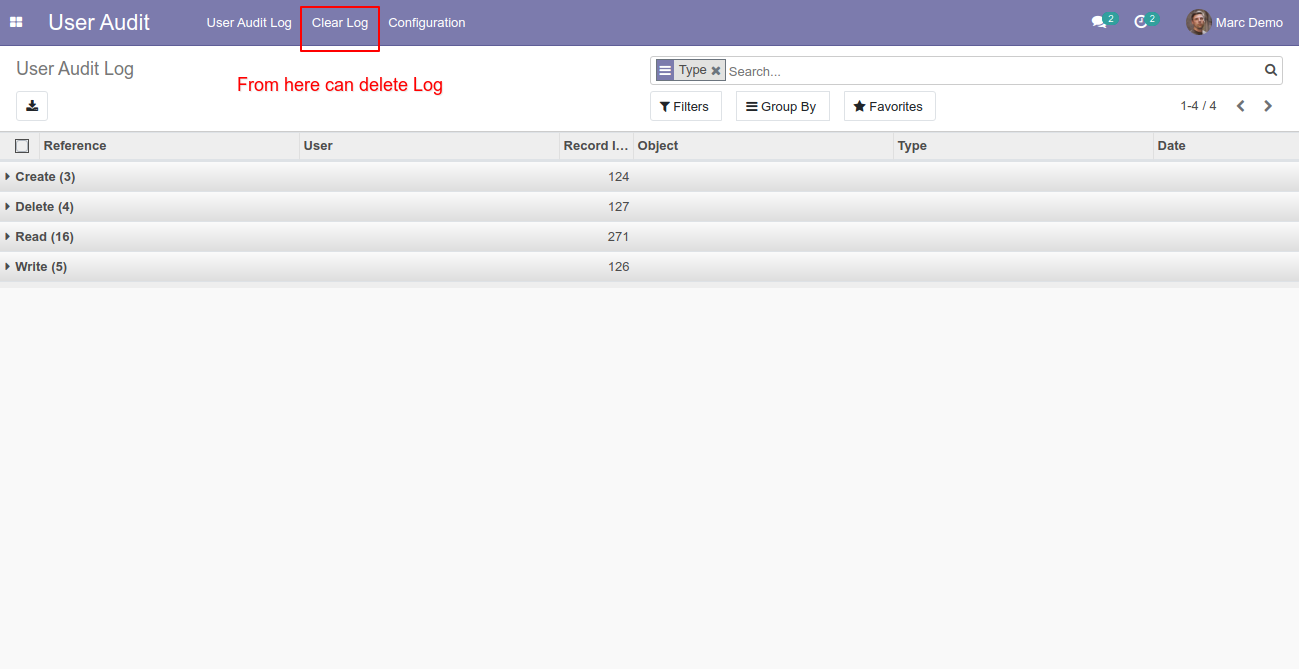 User Audit User Audit Log Clear Log Configuration 2 2 Marc Demo
User Audit Log From here can delete Log Type Search...
Filters Group By Favorites 1-4 / 4
Reference User Record I... Object Type Date
Create (3) 124
Delete (4) 127
Read (16) 271
Write (5) 126